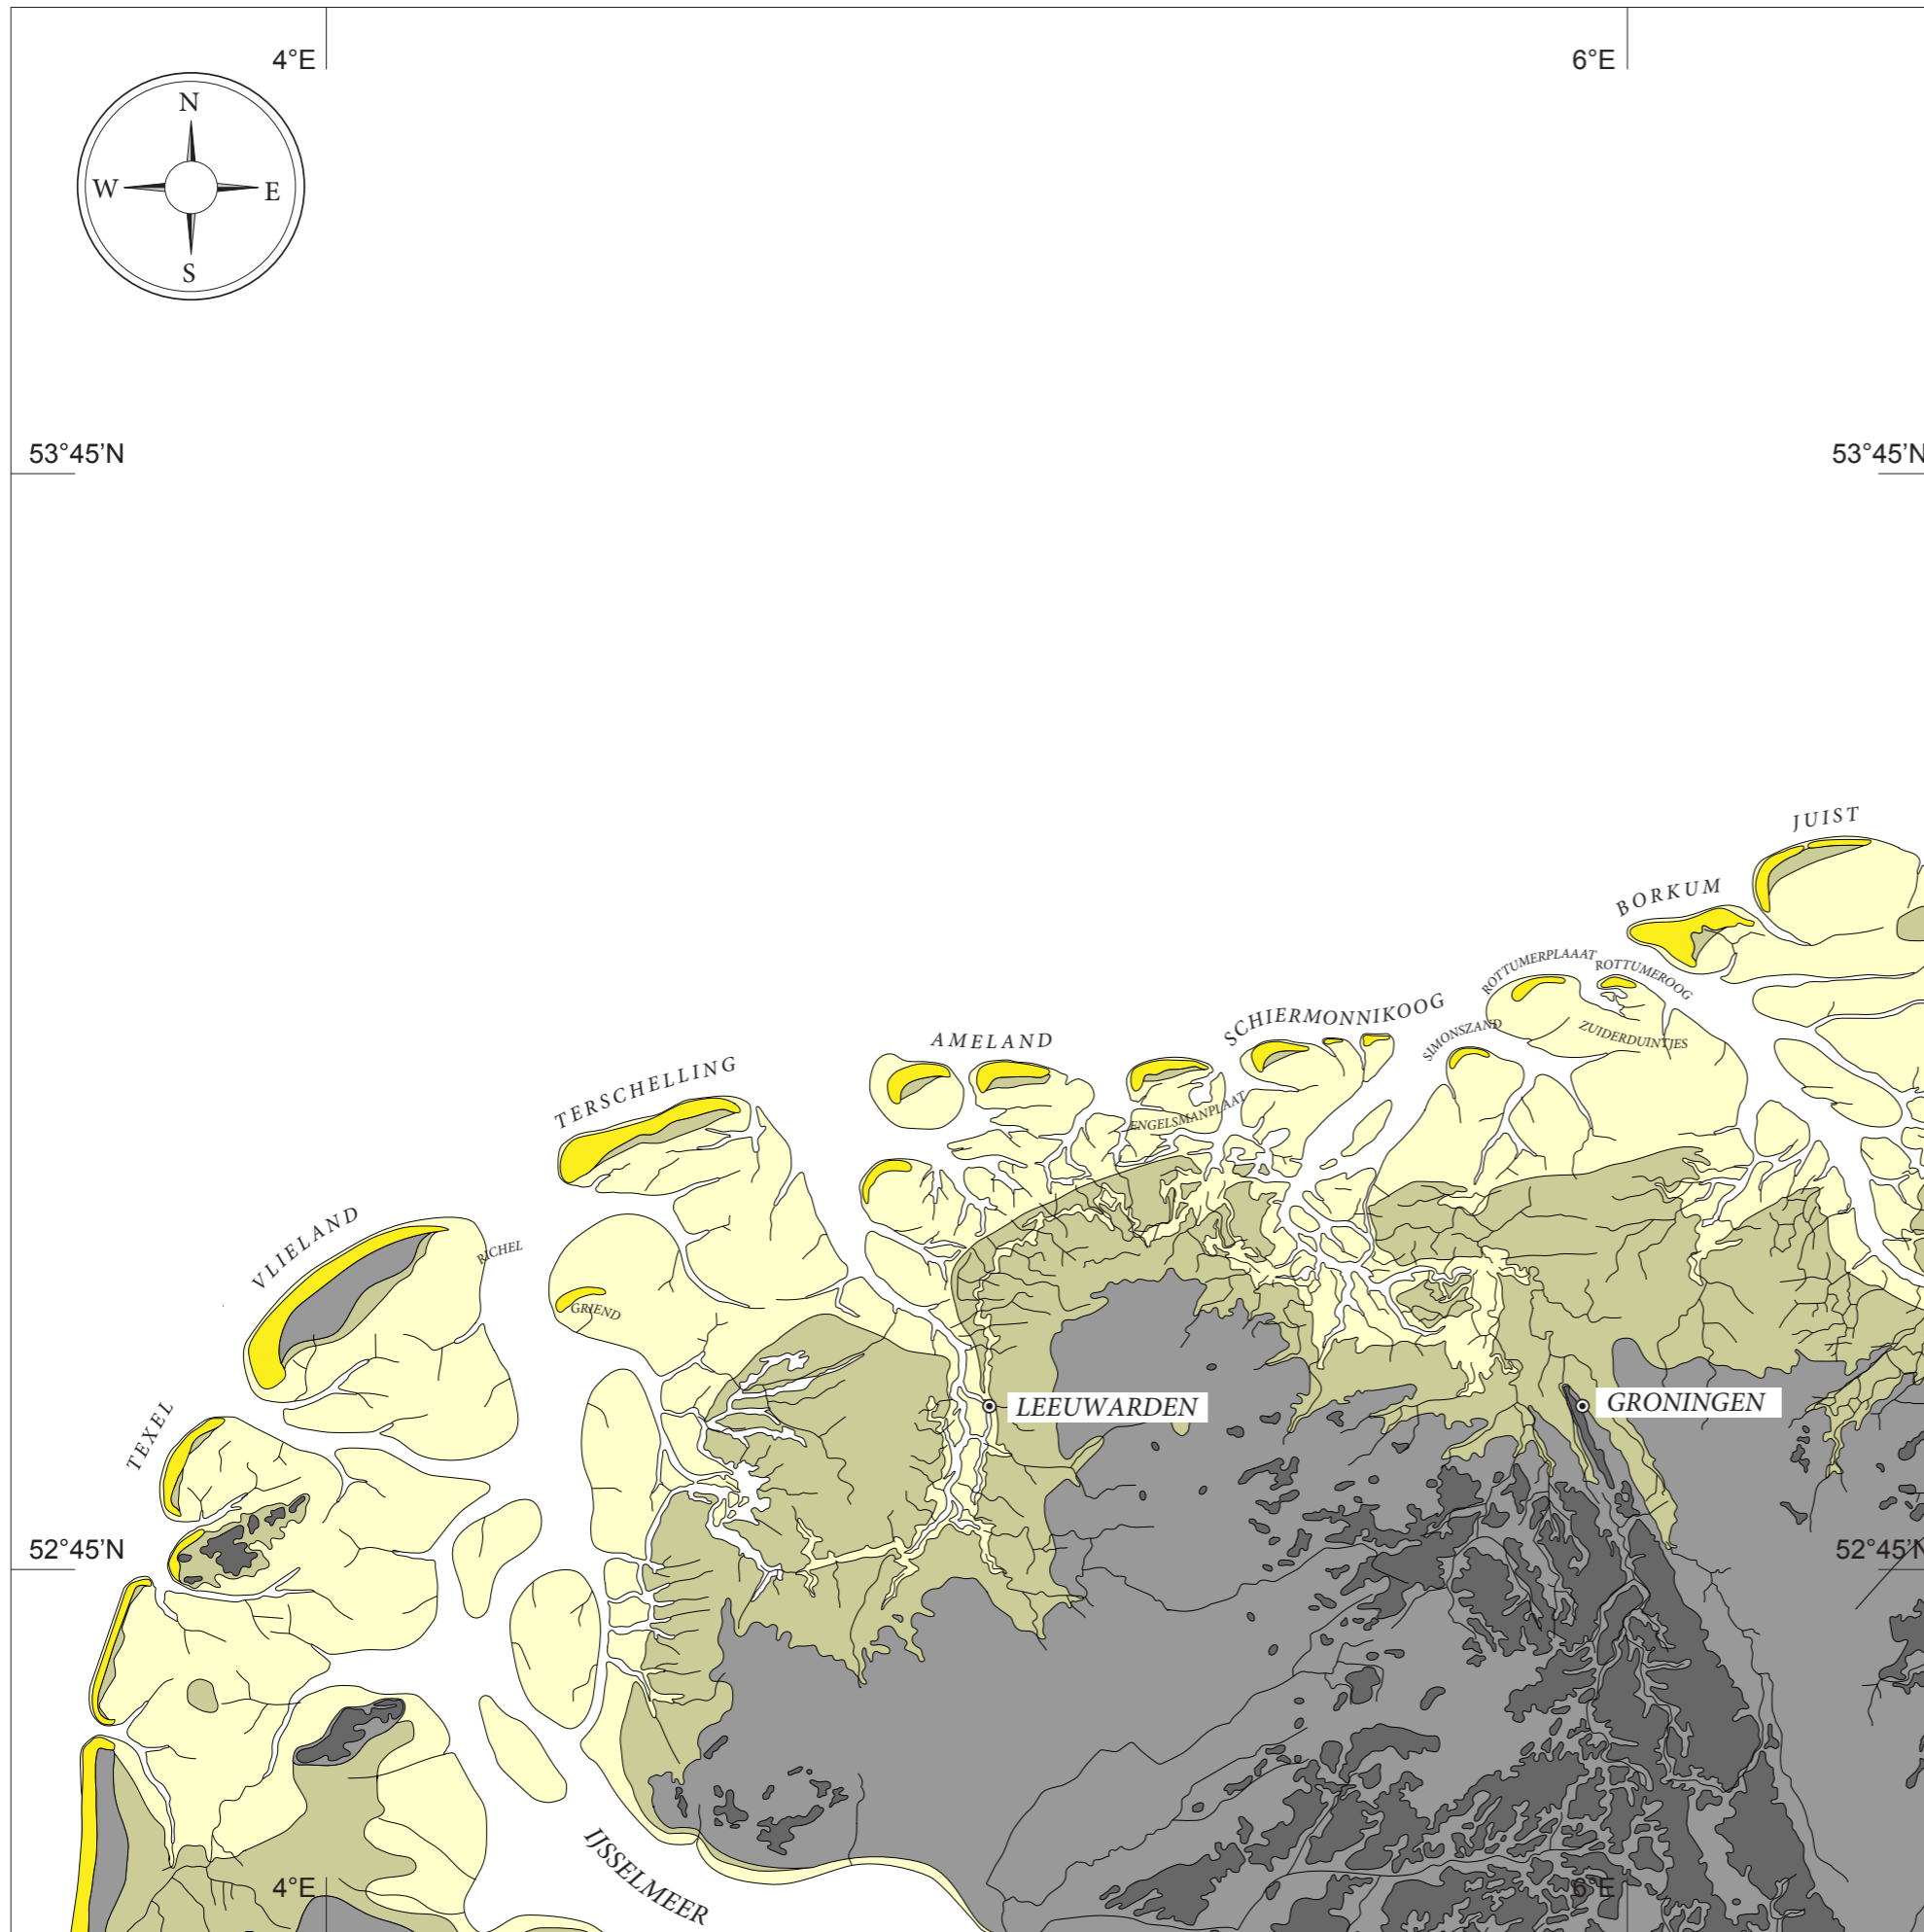 4°E
6°E
N
W E
S
53°45’N
53°45’N
JUIST
BORKUM
ROTTUMERPLAAAT
ROTTUMEROOG
SCHIERMONNIKOOG
SIMONSZAND
ZUIDERDUINTJES
AMELAND
TERSCHELLING
ENGELSMANPLAAT
VLIELAND
RICHEL
GRIEND
TEXEL
LEEUWARDEN
GRONINGEN
52°45’N
52°45’N
IJSSELMEER
4°E
6°E